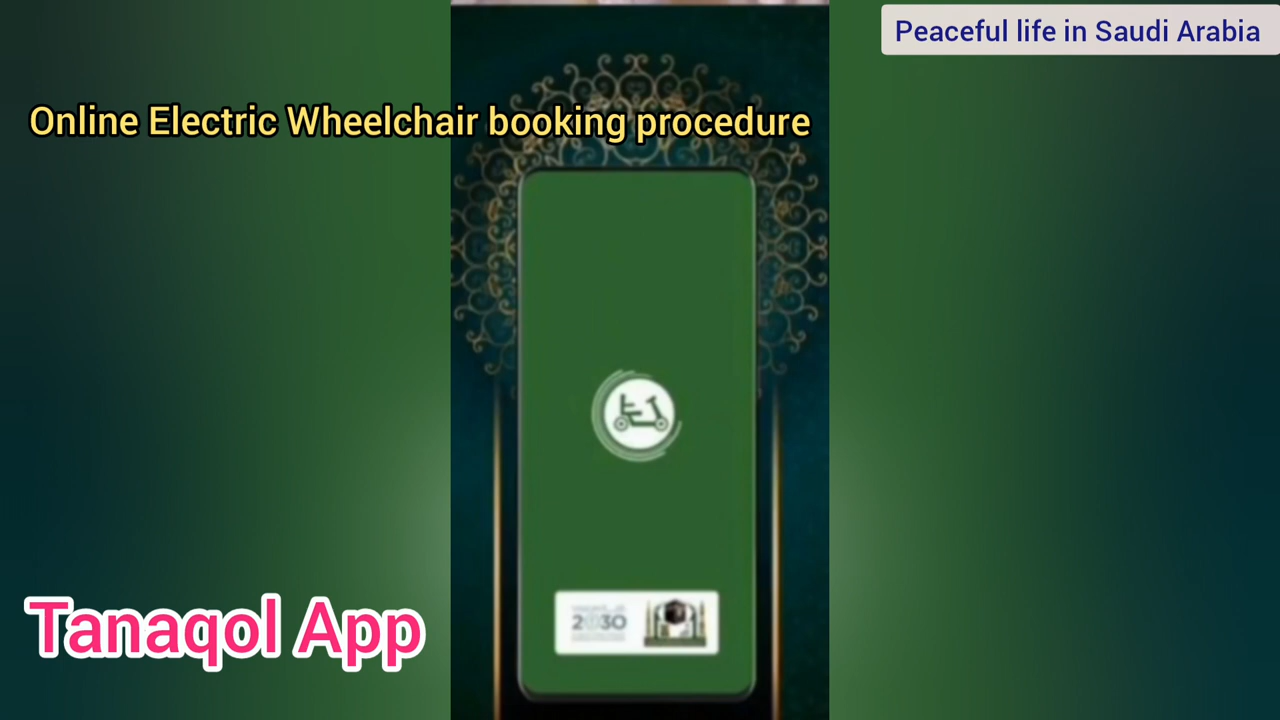 Peaceful life in Saudi Arabia
Online Electric Wheelchair booking procedure
2030
Tanaqol App